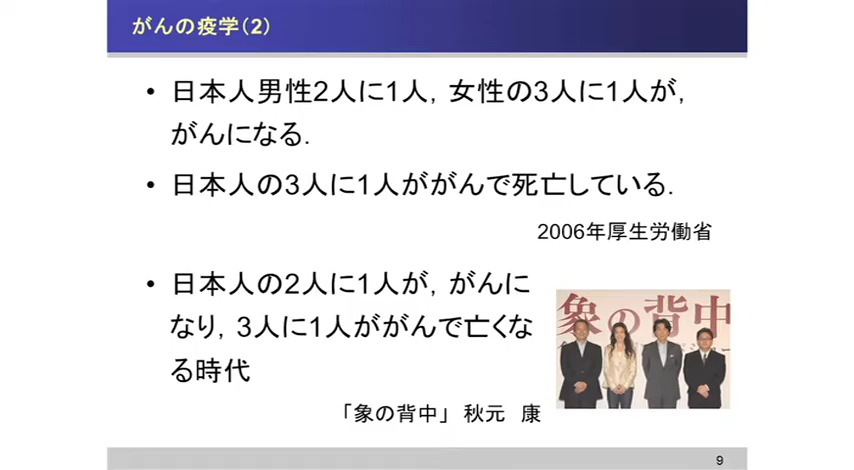 がんの疫学(2)
• 日本人男性2人に1人，女性の3人に1人が，
がんになる．
• 日本人の3人に1人ががんで死亡している．
2006年厚生労働省
• 日本人の2人に1人が，がんに
なり，3人に1人ががんで亡くな
る時代
象の背中
「象の背中」 秋元 康
9